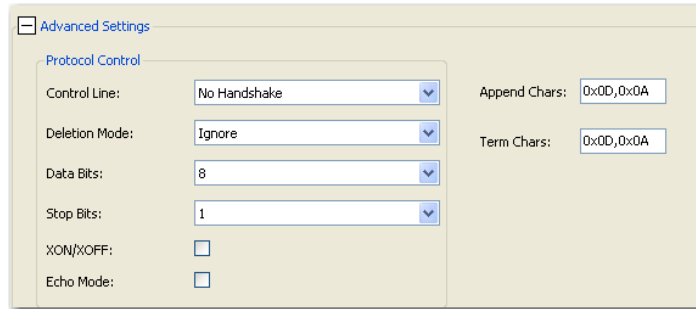 Advanced Settings
Protocol Control
Control Line: No Handshake
Deletion Mode: Ignore
Data Bits: 8
Stop Bits: 1
XON/XOFF:
Echo Mode:
Append Chars: 0x0D,0x0A
Term Chars: 0x0D,0x0A